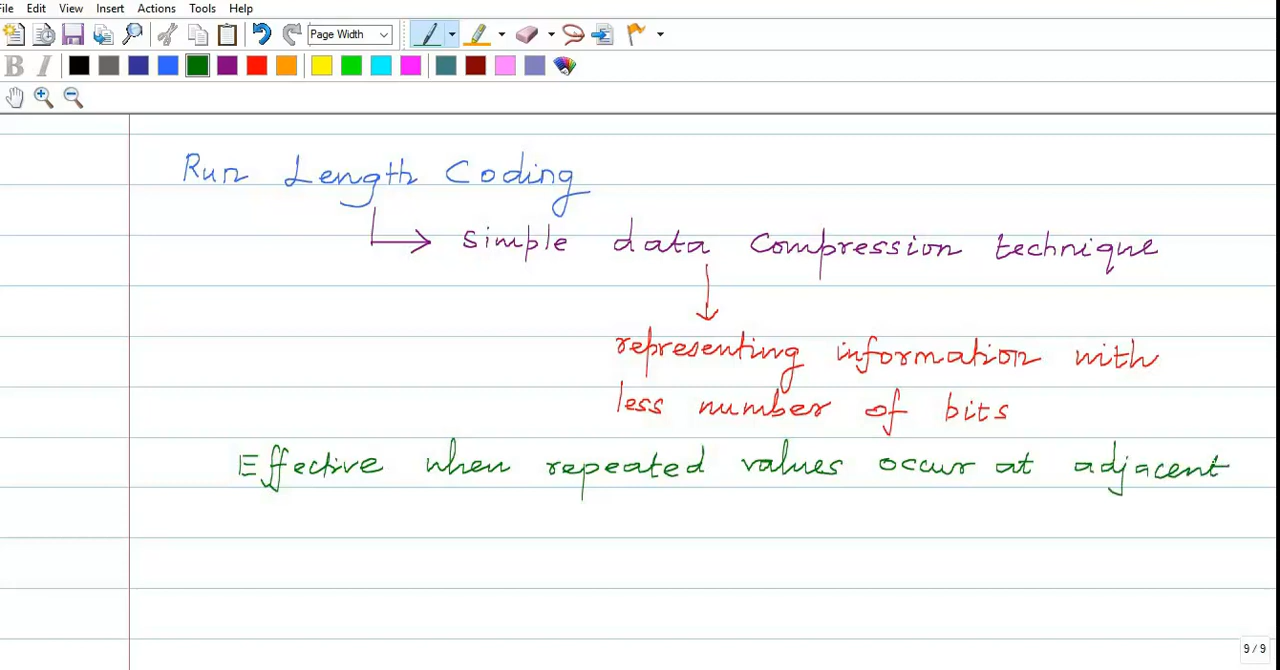 File Edit View Insert Actions Tools Help
Page Width
B I
Run Length Coding
Simple data Compression technique
representing information with
less number of bits
Effective when repeated values occur at adjacent
9 / 9